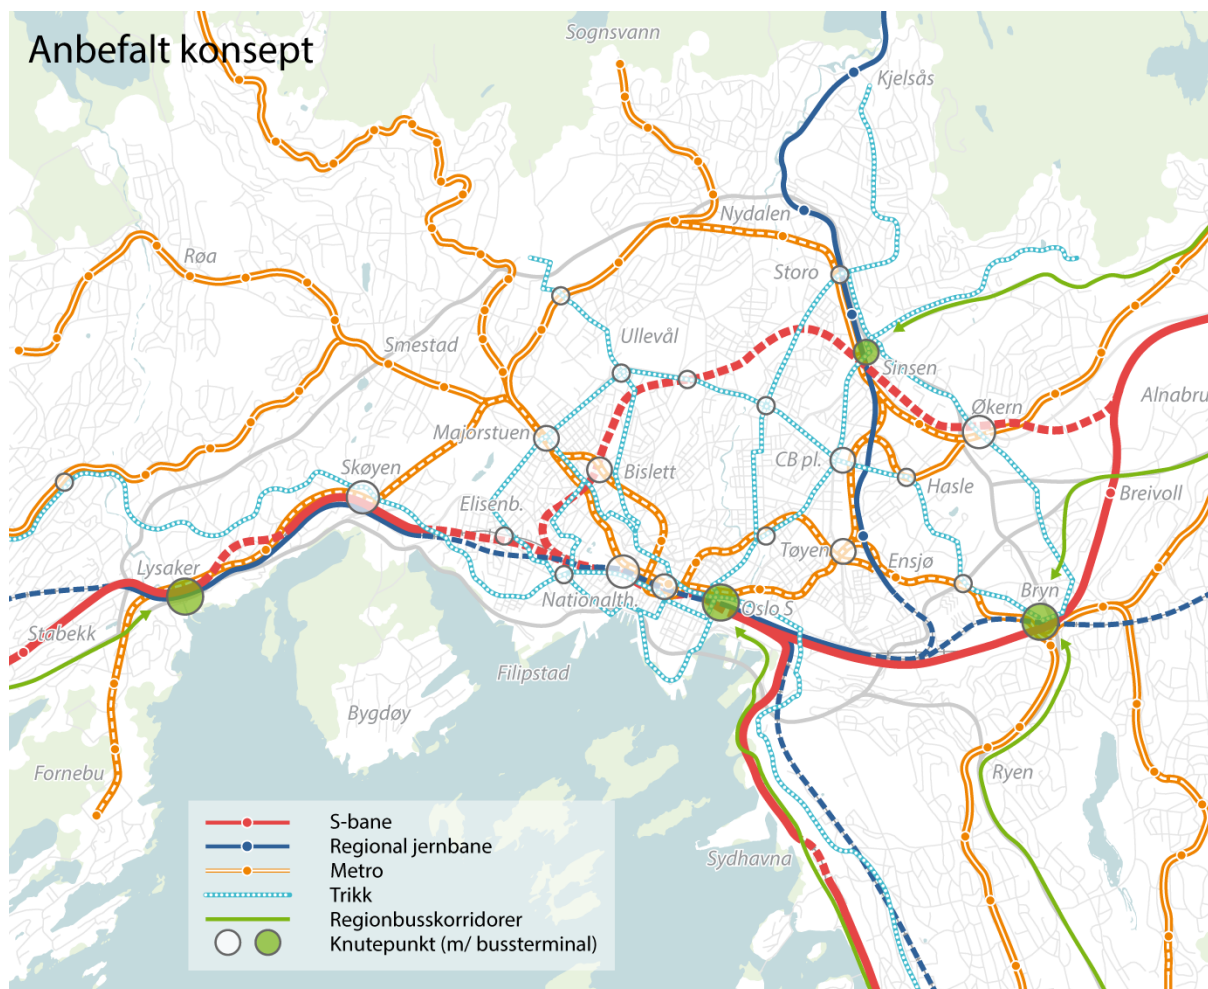 Anbefalt konsept
Sognsvann
Kjelsås
Nydalen
Røa
Storo
Ullevål
Smestad
Sinsen
Økern
Alnabru
Majorstuen
Skøyen
Bislett
CB pl.
Hasle
Breivoll
Elisenb.
Tøyen
Ensjø
Lysaker
Bryn
Nationalth.
Oslo S
Stabekk
Filipstad
Bygdøy
Fornebu
Ryen
Sydhavna
S-bane
Regional jernbane
Metro
Trikk
Regionbusskorridorer
Knutepunkt (m/ bussterminal)